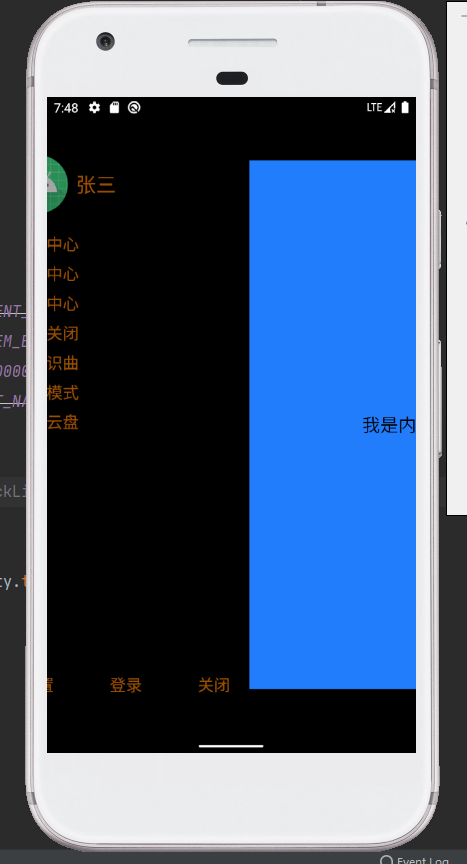 7:48 LTE
张三
中心
中心
中心
关闭
识曲
模式
云盘
我是内
置 登录 关闭
ENT_
EM_E
0000
T_NA
ckLi
ty.t
Event Log